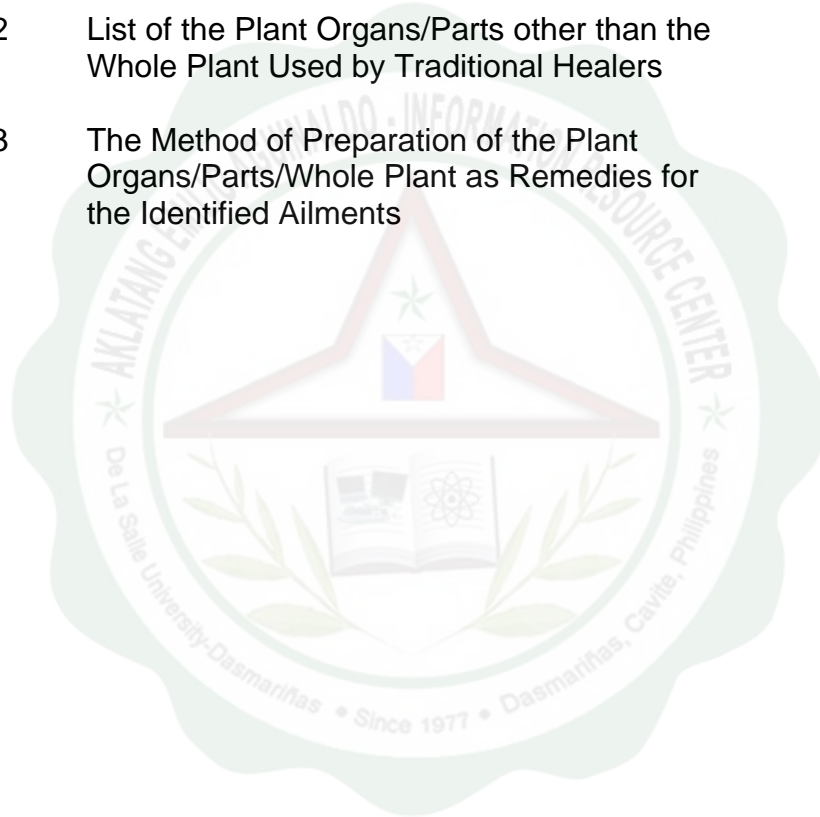 2 List of the Plant Organs/Parts other than the
Whole Plant Used by Traditional Healers
3 The Method of Preparation of the Plant
Organs/Parts/Whole Plant as Remedies for
the Identified Ailments
AKLATANG EMILIO AGUINALDO - INFORMATION RESOURCE CENTER
De La Salle University-Dasmariñas • Since 1977 • Dasmariñas, Cavite, Philippines